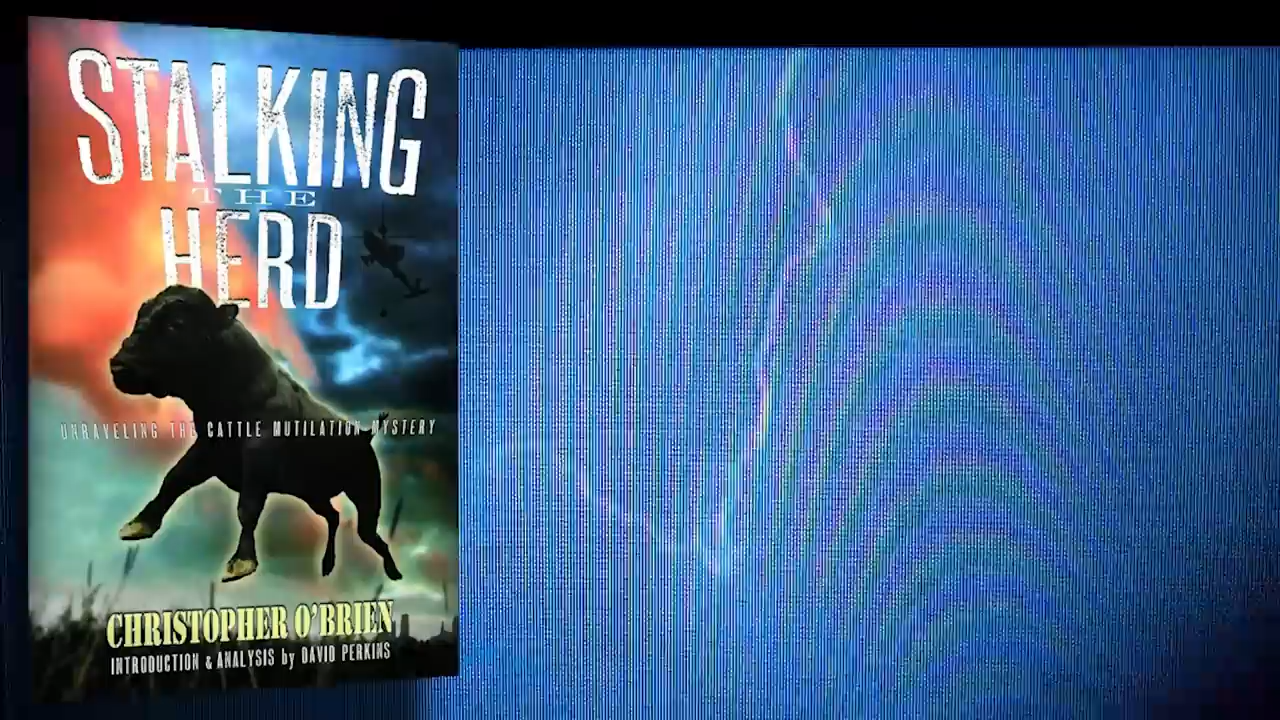 STALKING
THE
HERD
UNRAVELING THE CATTLE MUTILATION MYSTERY
CHRISTOPHER O'BRIEN
INTRODUCTION & ANALYSIS by DAVID PERKINS